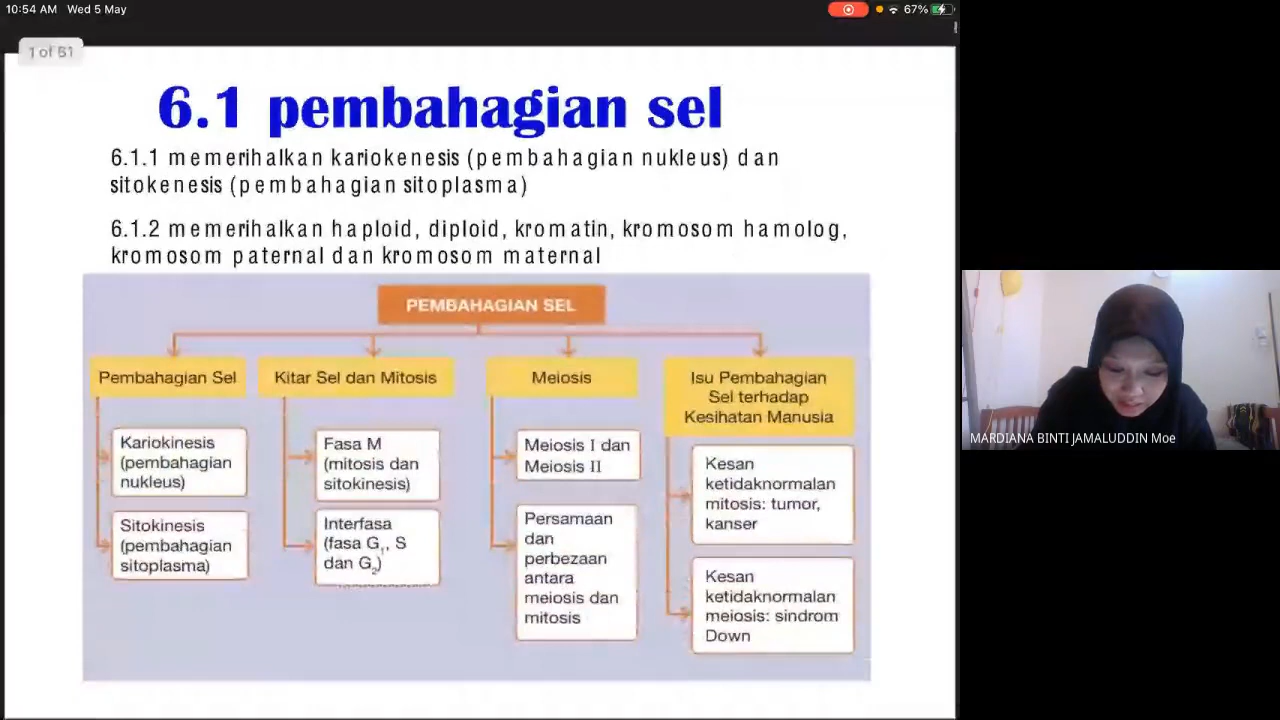 10:54 AM Wed 5 May
67%
1 of 51
6.1 pembahagian sel
6.1.1 memerihalkan kariokenesis (pembahagian nukleus) dan
sitokenesis (pembahagian sitoplasma)
6.1.2 memerihalkan haploid, diploid, kromatin, kromosom hamolog,
kromosom paternal dan kromosom maternal
PEMBAHAGIAN SEL
Pembahagian Sel
Kariokinesis
(pembahagian
nukleus)
Sitokinesis
(pembahagian
sitoplasma)
Kitar Sel dan Mitosis
Fasa M
(mitosis dan
sitokinesis)
Interfasa
(fasa G₁, S
dan G₂)
Meiosis
Meiosis I dan
Meiosis II
Persamaan
dan
perbezaan
antara
meiosis dan
mitosis
Isu Pembahagian
Sel terhadap
Kesihatan Manusia
Kesan
ketidaknormalan
mitosis: tumor,
kanser
Kesan
ketidaknormalan
meiosis: sindrom
Down
MARDIANA BINTI JAMALUDDIN Moe